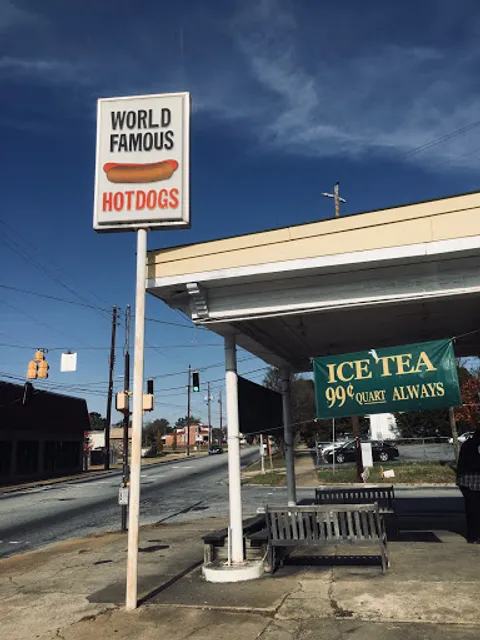 WORLD
FAMOUS
HOTDOGS
ICE TEA
99¢ QUART ALWAYS